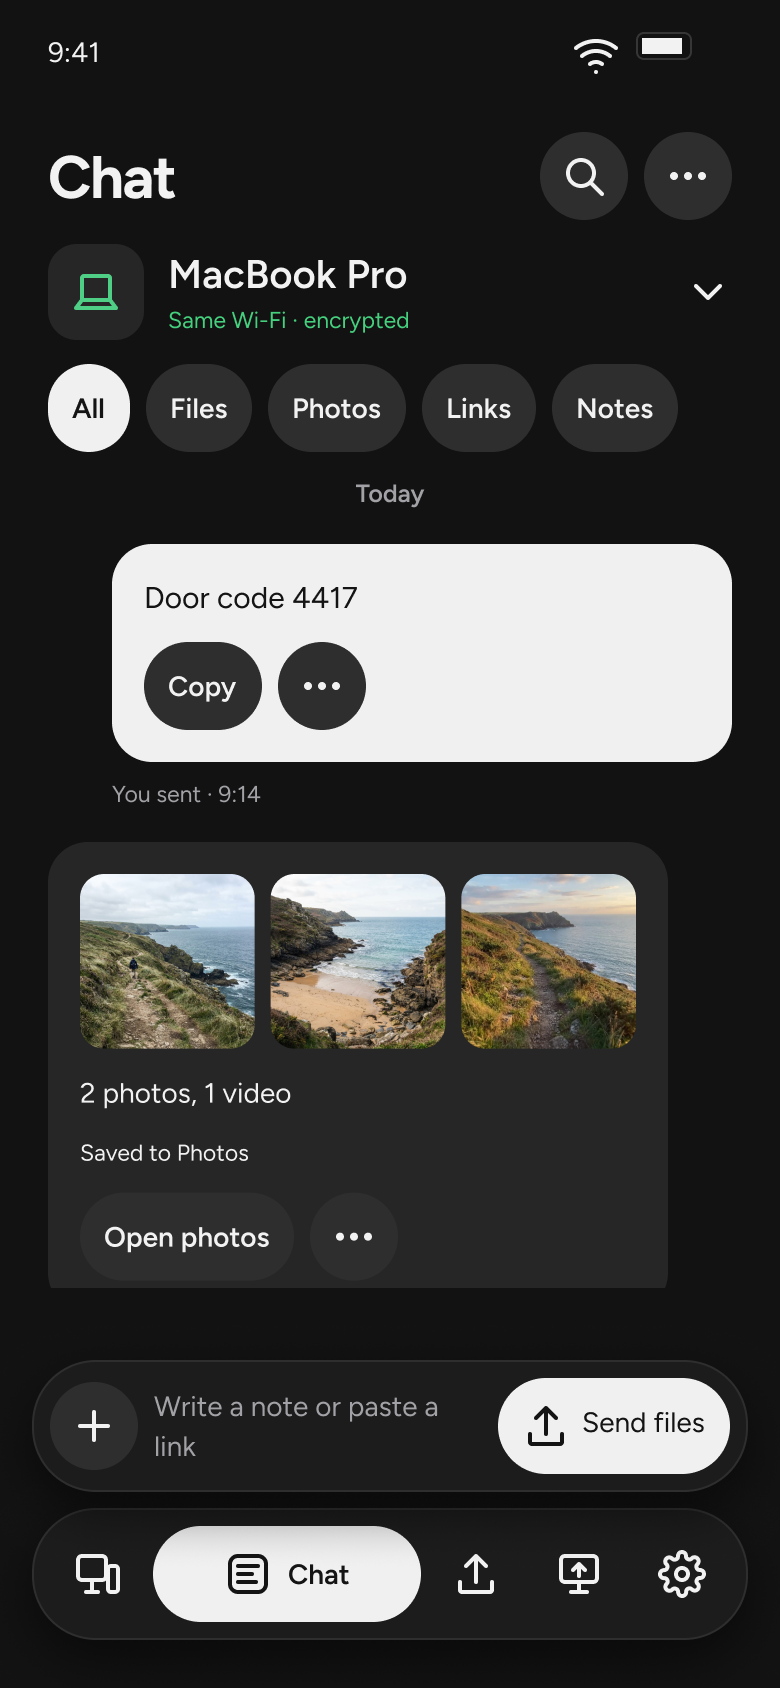 9:41
Chat
MacBook Pro
Same Wi-Fi · encrypted
All
Files
Photos
Links
Notes
Today
Door code 4417
Copy
You sent · 9:14
2 photos, 1 video
Saved to Photos
Open photos
Write a note or paste a
link
Send files
Chat